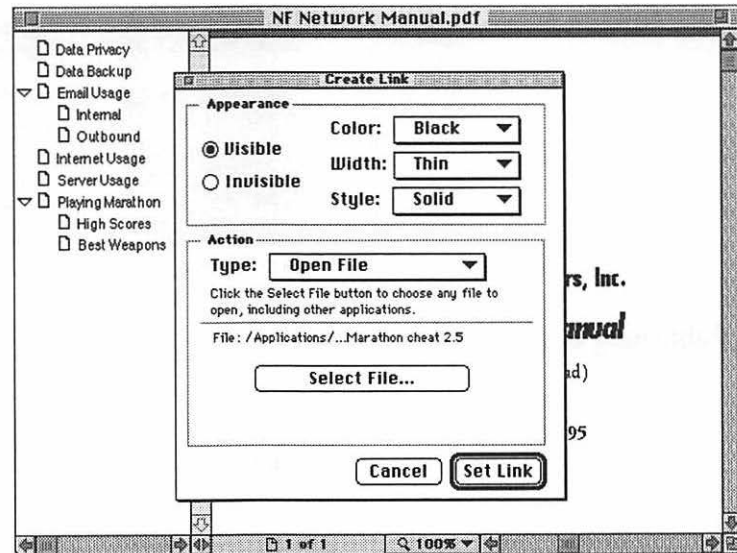 NF Network Manual.pdf
Data Privacy
Data Backup
Email Usage
Internal
Outbound
Internet Usage
Server Usage
Playing Marathon
High Scores
Best Weapons
Create Link
Appearance
Visible
Invisible
Color: Black
Width: Thin
Style: Solid
Action
Type: Open File
Click the Select File button to choose any file to
open, including other applications.
File: /Applications/...Marathon cheat 2.5
Select File...
Cancel
Set Link
rs, Inc.
anual
ad)
95
1 of 1
100%